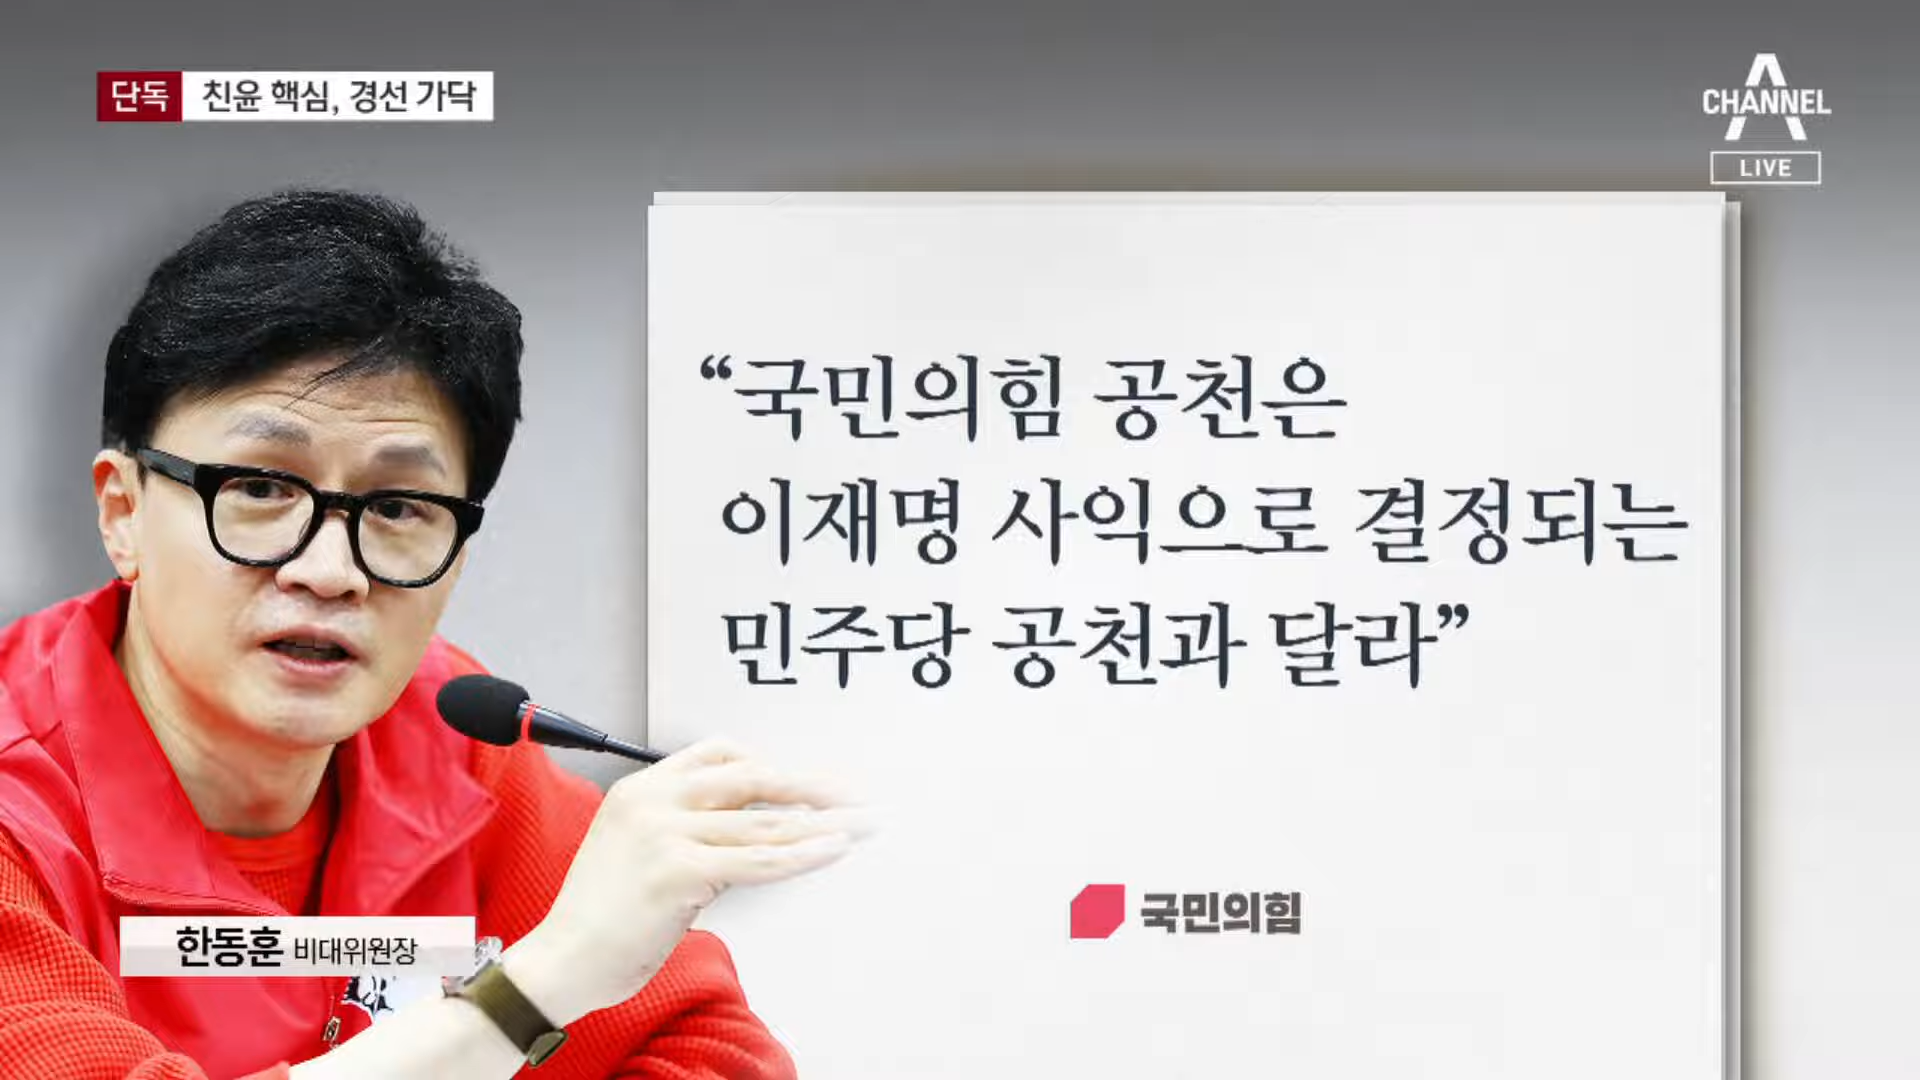 단독 친윤 핵심, 경선 가닥
CHANNEL A
LIVE
“국민의힘 공천은
이재명 사익으로 결정되는
민주당 공천과 달라”
국민의힘
한동훈 비대위원장